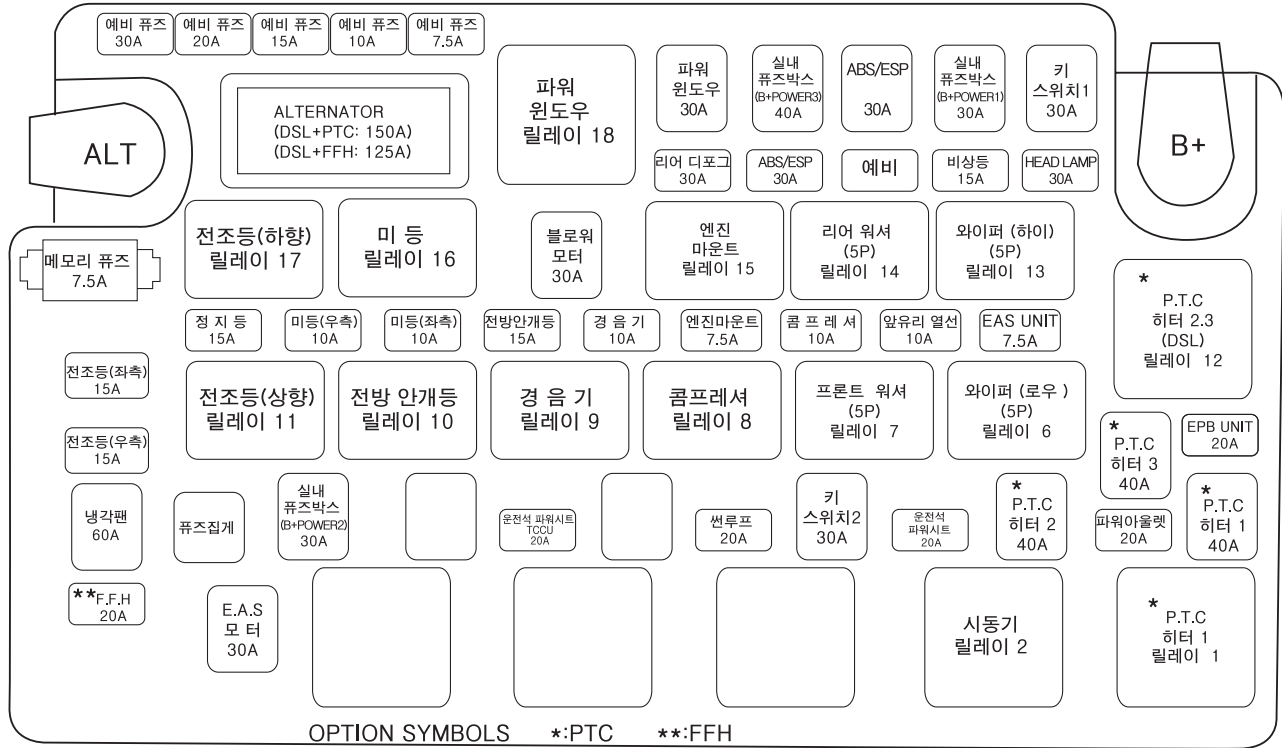 예비 퓨즈
30A
예비 퓨즈
20A
예비 퓨즈
15A
예비 퓨즈
10A
예비 퓨즈
7.5A
ALT
ALTERNATOR
(DSL+PTC: 150A)
(DSL+FFH: 125A)
파워
윈도우
릴레이 18
파워
윈도우
30A
실내
퓨즈박스
(B+POWER3)
40A
ABS/ESP
30A
실내
퓨즈박스
(B+POWER1)
30A
키
스위치1
30A
B+
리어 디포그
30A
ABS/ESP
30A
예비
비상등
15A
HEAD LAMP
30A
메모리 퓨즈
7.5A
전조등(하향)
릴레이 17
미 등
릴레이 16
블로워
모터
30A
엔진
마운트
릴레이 15
리어 워셔
(5P)
릴레이 14
와이퍼 (하이)
(5P)
릴레이 13
*
P.T.C
히터 2.3
(DSL)
릴레이 12
정 지 등
15A
미등(우측)
10A
미등(좌측)
10A
전방안개등
15A
경 음 기
10A
엔진마운트
7.5A
콤 프 레 셔
10A
앞유리 열선
10A
EAS UNIT
7.5A
전조등(좌측)
15A
전조등(상향)
릴레이 11
전방 안개등
릴레이 10
경 음 기
릴레이 9
콤프레셔
릴레이 8
프론트 워셔
(5P)
릴레이 7
와이퍼 (로우 )
(5P)
릴레이 6
*
P.T.C
히터 3
40A
EPB UNIT
20A
전조등(우측)
15A
냉각팬
60A
퓨즈집게
실내
퓨즈박스
(B+POWER2)
30A
운전석 파워시트
TCCU
20A
썬루프
20A
키
스위치2
30A
운전석
파워시트
20A
*
P.T.C
히터 2
40A
파워아울렛
20A
*
P.T.C
히터 1
40A
**F.F.H
20A
E.A.S
모 터
30A
시동기
릴레이 2
*
P.T.C
히터 1
릴레이 1
OPTION SYMBOLS *:PTC **:FFH